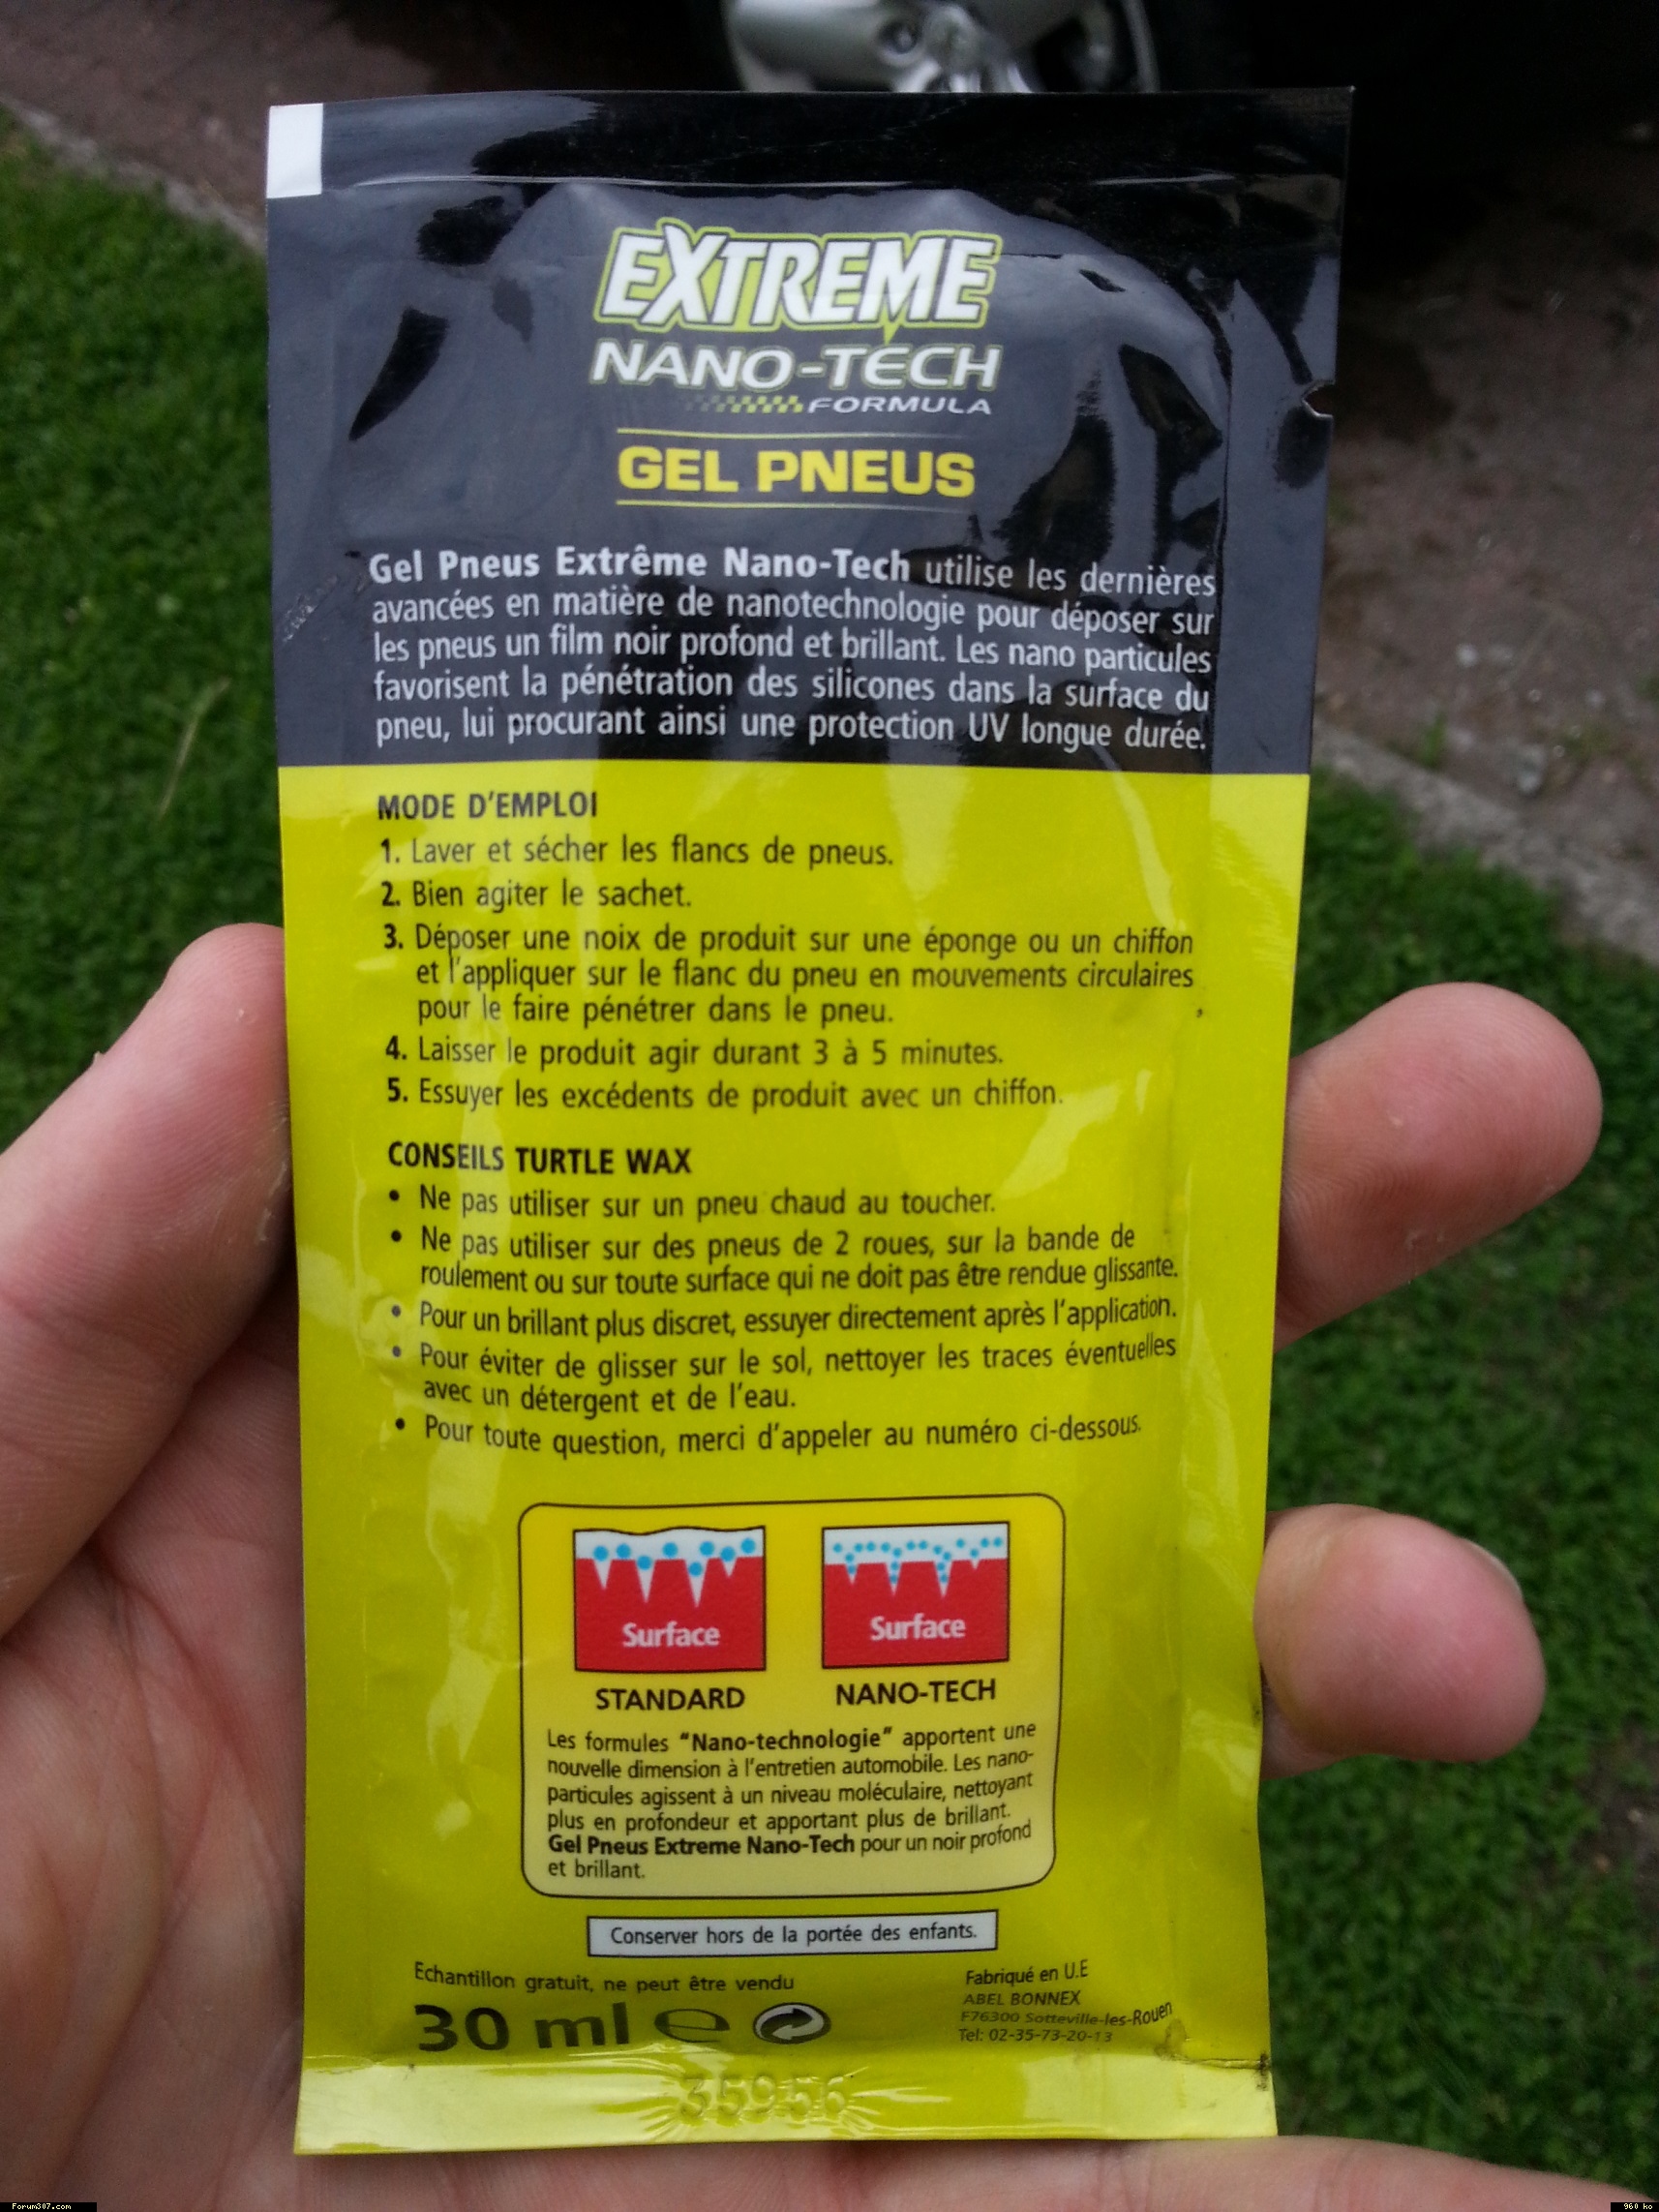 EXTREME
NANO-TECH
FORMULA
GEL PNEUS
Gel Pneus Extrême Nano-Tech utilise les dernières
avancées en matière de nanotechnologie pour déposer sur
les pneus un film noir profond et brillant. Les nano particules
favorisent la pénétration des silicones dans la surface du
pneu, lui procurant ainsi une protection UV longue durée.
MODE D'EMPLOI
1. Laver et sécher les flancs de pneus.
2. Bien agiter le sachet.
3. Déposer une noix de produit sur une éponge ou un chiffon
et l'appliquer sur le flanc du pneu en mouvements circulaires
pour le faire pénétrer dans le pneu.
4. Laisser le produit agir durant 3 à 5 minutes.
5. Essuyer les excédents de produit avec un chiffon.
CONSEILS TURTLE WAX
• Ne pas utiliser sur un pneu chaud au toucher.
• Ne pas utiliser sur des pneus de 2 roues, sur la bande de
roulement ou sur toute surface qui ne doit pas être rendue glissante.
• Pour un brillant plus discret, essuyer directement après l'application.
• Pour éviter de glisser sur le sol, nettoyer les traces éventuelles
avec un détergent et de l'eau.
• Pour toute question, merci d'appeler au numéro ci-dessous.
Surface Surface
STANDARD NANO-TECH
Les formules "Nano-technologie" apportent une
nouvelle dimension à l'entretien automobile. Les nano-
particules agissent à un niveau moléculaire, nettoyant
plus en profondeur et apportant plus de brillant.
Gel Pneus Extreme Nano-Tech pour un noir profond
et brillant.
Conserver hors de la portée des enfants.
Echantillon gratuit, ne peut être vendu
30 ml e
Fabriqué en U.E
ABEL BONNEX
F76300 Sotteville-les-Rouen
Tel: 02-35-73-20-13
35956
Forum307.com
960 ko